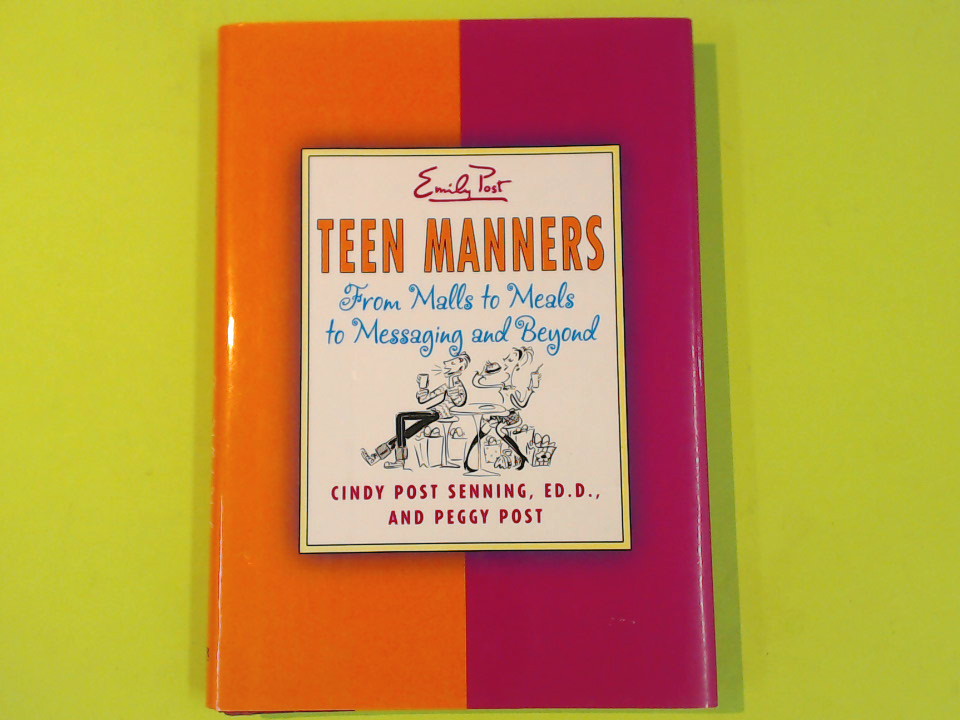 Emily Post
TEEN MANNERS
From Malls to Meals
to Messaging and Beyond
CINDY POST SENNING, ED.D.,
AND PEGGY POST